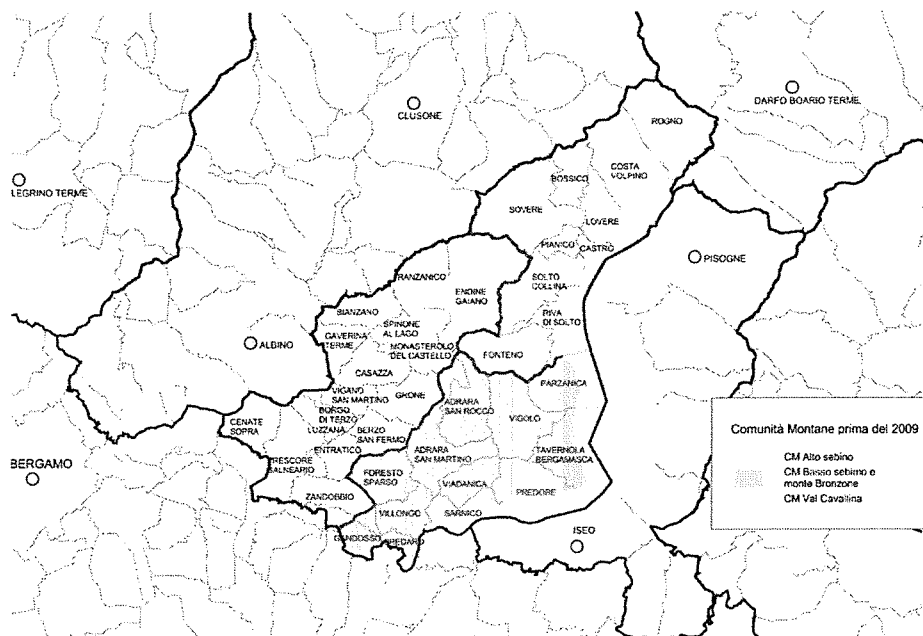 DARFO BOARIO TERME
CLUSONE
ROGNO
COSTA
VOLPINO
BOSSICO
LEGRINO TERME
SOVERE
LOVERE
PIANICO
CASTRO
PISOGNE
RANZANICO
SOLTO
COLLINA
ENDINE
GAIANO
BIANZANO
RIVA
DI SOLTO
SPINONE
AL LAGO
GAVERINA
TERME
ALBINO
MONASTEROLO
DEL CASTELLO
FONTENO
CASAZZA
PARZANICA
VIGANO
SAN MARTINO
GRONE
ADRARA
SAN ROCCO
BORGO
DI TERZO
VIGOLO
CENATE
SOPRA
LUZZANA
BERZO
SAN FERMO
ENTRATICO
ADRARA
SAN MARTINO
TAVERNOLA
BERGAMASCA
TRESCORE
BALNEARIO
BERGAMO
FORESTO
SPARSO
VIADANICA
PREDORE
ZANDOBBIO
VILLONGO
SARNICO
GANDOSSO
CREDARO
ISEO
Comunità Montane prima del 2009
CM Alto sebino
CM Basso sebino e
monte Bronzone
CM Val Cavallina